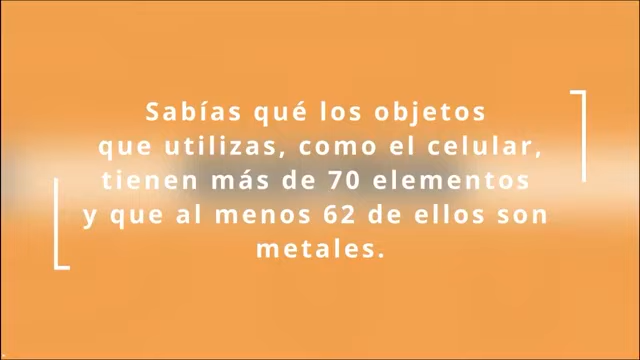 Sabías qué los objetos
que utilizas, como el celular,
tienen más de 70 elementos
y que al menos 62 de ellos son
metales.